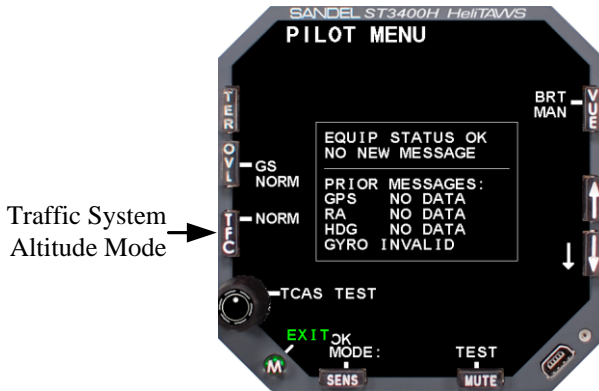 SANDEL ST3400H HeliTAWS
PILOT MENU
TER
BRT
MAN
VUE
EQUIP STATUS OK
NO NEW MESSAGE
OVL
GS
NORM
PRIOR MESSAGES:
GPS NO DATA
RA NO DATA
HDG NO DATA
GYRO INVALID
Traffic System
Altitude Mode
TFC
NORM
TCAS TEST
EXIT
OK
MODE:
TEST
M
SENS
MUTE